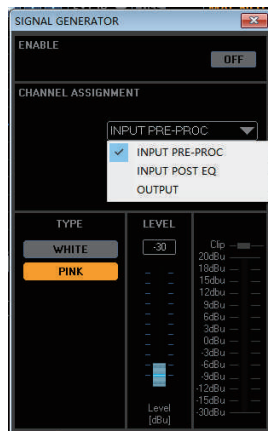 SIGNAL GENERATOR
ENABLE
OFF
CHANNEL ASSIGNMENT
INPUT PRE-PROC
INPUT PRE-PROC
INPUT POST EQ
OUTPUT
TYPE
WHITE
PINK
LEVEL
-30
Level
[dBu]
Clip
20dBu
18dBu
15dbu
12dbu
9dBu
6dBu
3dBu
0dBu
-3dBu
-6dBu
-9dBu
-12dBu
-15dBu
-30dBu